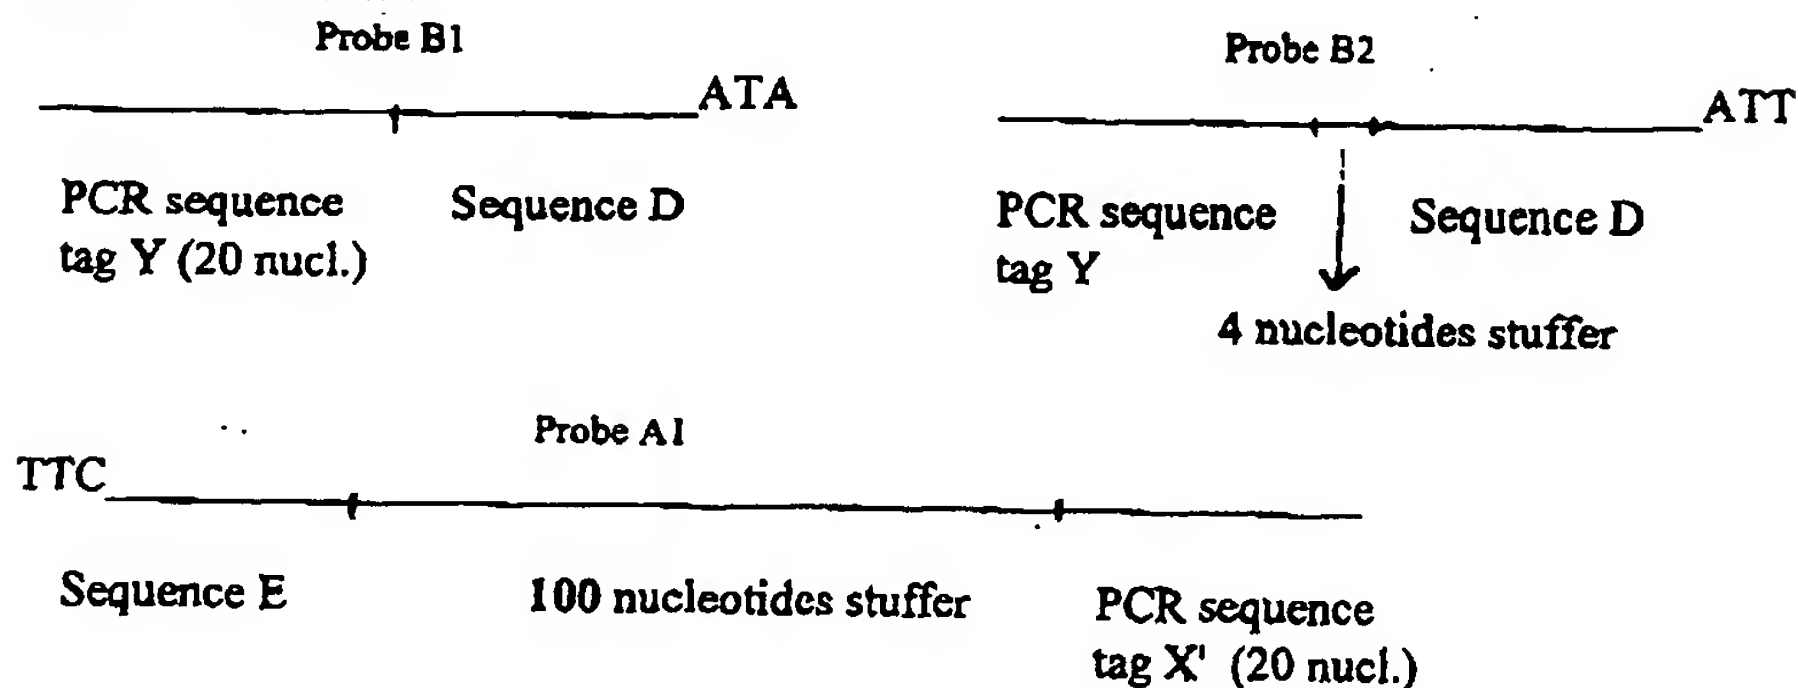 Probe B1
ATA
PCR sequence
tag Y (20 nucl.)
Sequence D
Probe B2
ATT
PCR sequence
tag Y
Sequence D
4 nucleotides stuffer
Probe A1
TTC
Sequence E
100 nucleotides stuffer
PCR sequence
tag X' (20 nucl.)